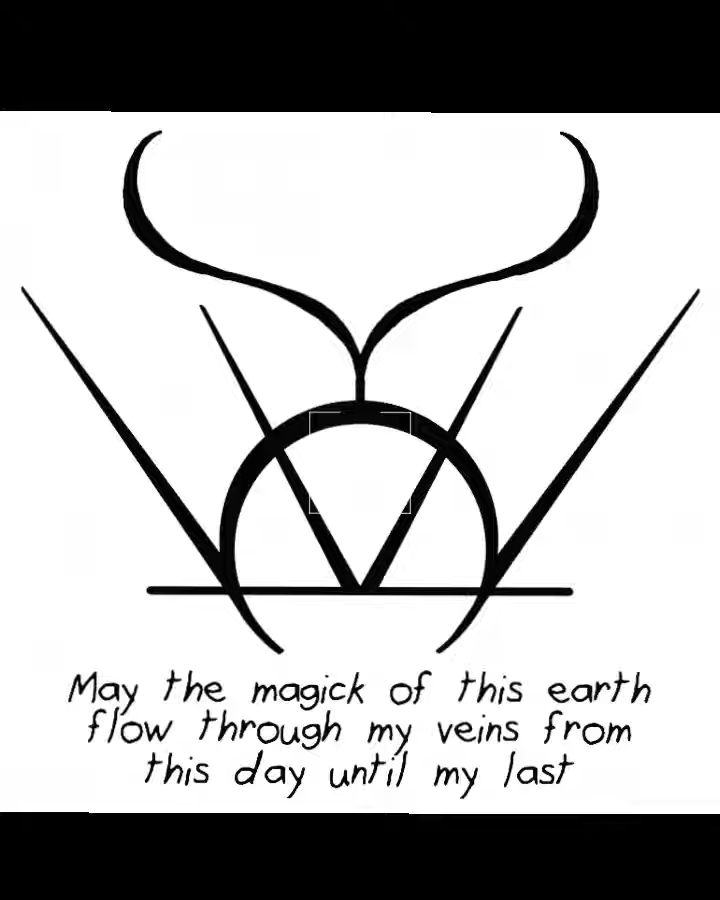 May the magick of this earth
flow through my veins from
this day until my last